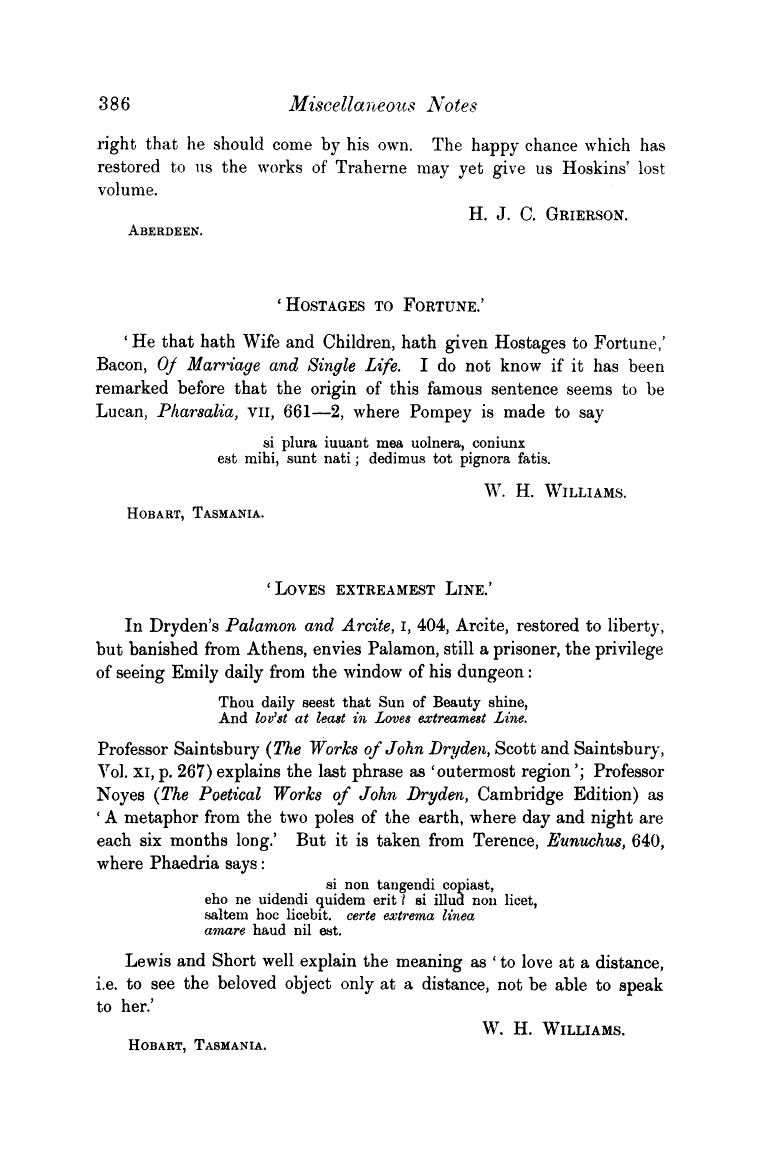 386 Miscellaneous Notes
right that he should come by his own. The happy chance which has
restored to us the works of Traherne may yet give us Hoskins' lost
volume.
H. J. C. GRIERSON.
ABERDEEN.
'HOSTAGES TO FORTUNE.'
'He that hath Wife and Children, hath given Hostages to Fortune,'
Bacon, Of Marriage and Single Life. I do not know if it has been
remarked before that the origin of this famous sentence seems to be
Lucan, Pharsalia, VII, 661—2, where Pompey is made to say
si plura iuuant mea uolnera, coniunx
est mihi, sunt nati; dedimus tot pignora fatis.
W. H. WILLIAMS.
HOBART, TASMANIA.
'LOVES EXTREAMEST LINE.'
In Dryden's Palamon and Arcite, I, 404, Arcite, restored to liberty,
but banished from Athens, envies Palamon, still a prisoner, the privilege
of seeing Emily daily from the window of his dungeon:
Thou daily seest that Sun of Beauty shine,
And lov'st at least in Loves extreamest Line.
Professor Saintsbury (The Works of John Dryden, Scott and Saintsbury,
Vol. XI, p. 267) explains the last phrase as 'outermost region'; Professor
Noyes (The Poetical Works of John Dryden, Cambridge Edition) as
'A metaphor from the two poles of the earth, where day and night are
each six months long.' But it is taken from Terence, Eunuchus, 640,
where Phaedria says:
si non tangendi copiast,
eho ne uidendi quidem erit? si illud non licet,
saltem hoc licebit. certe extrema linea
amare haud nil est.
Lewis and Short well explain the meaning as 'to love at a distance,
i.e. to see the beloved object only at a distance, not be able to speak
to her.'
W. H. WILLIAMS.
HOBART, TASMANIA.